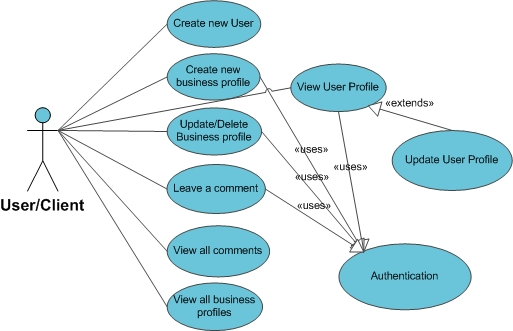 Create new User
Create new
business profile
View User Profile
«extends»
Update/Delete
Business profile
«uses»
«uses»
Update User Profile
«uses»
Leave a comment
«uses»
User/Client
View all comments
Authentication
View all business
profiles